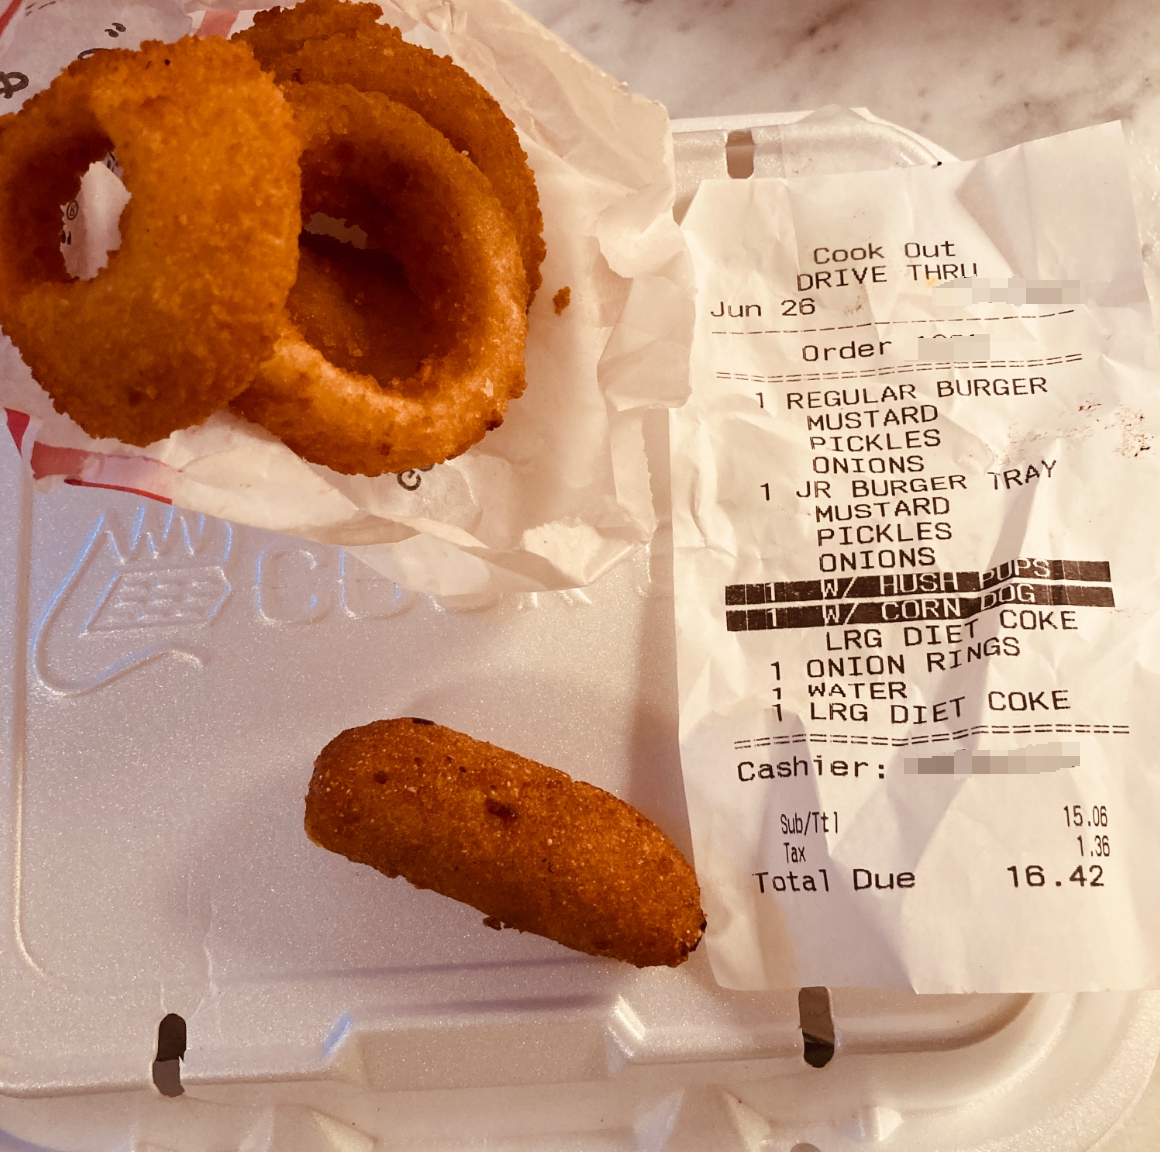 Cook Out
DRIVE THRU
Jun 26
Order
1 REGULAR BURGER
MUSTARD
PICKLES
ONIONS
1 JR BURGER TRAY
MUSTARD
PICKLES
ONIONS
1 W/ HUSH PUPS
1 W/ CORN DOG
LRG DIET COKE
1 ONION RINGS
1 WATER
1 LRG DIET COKE
Cashier:
Sub/Ttl 15.06
Tax 1.36
Total Due 16.42